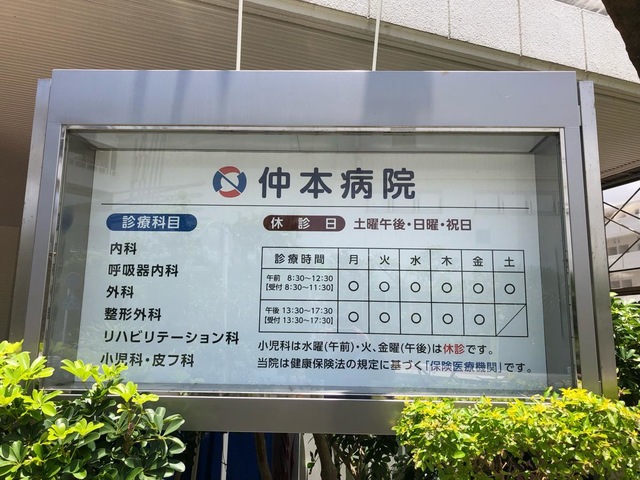 仲本病院
診療科目
内科
呼吸器内科
外科
整形外科
リハビリテーション科
小児科・皮フ科
休診日 土曜午後・日曜・祝日
診療時間 月 火 水 木 金 土
午前 8:30～12:30 ○ ○ ○ ○ ○ ○
[受付 8:30～11:30]
午後 13:30～17:30 ○ ○ ○ ○ ○ ／
[受付 13:30～17:30]
小児科は水曜(午前)・火、金曜(午後)は休診です。
当院は健康保険法の規定に基づく「保険医療機関」です。